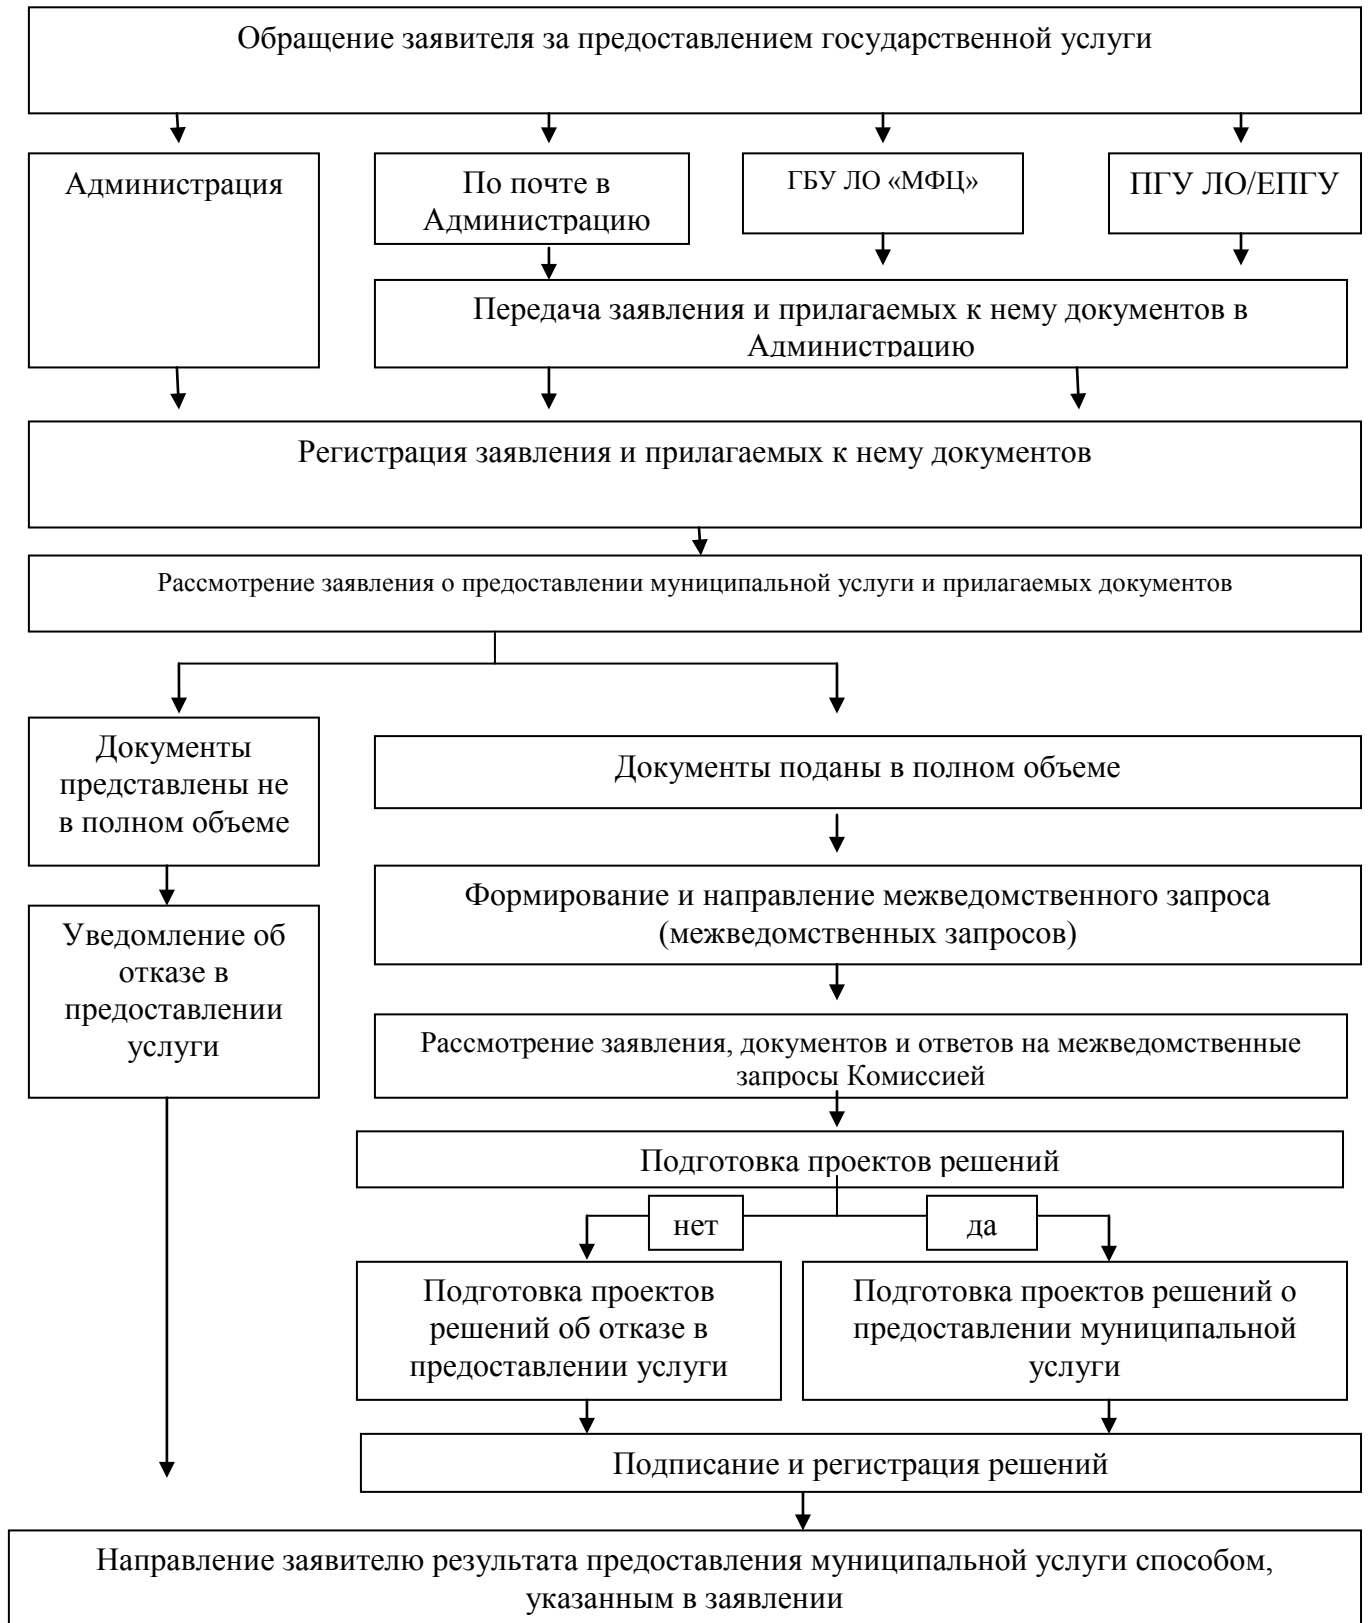 Обращение заявителя за предоставлением государственной услуги
Администрация
По почте в
Администрацию
ГБУ ЛО «МФЦ»
ПГУ ЛО/ЕПГУ
Передача заявления и прилагаемых к нему документов в
Администрацию
Регистрация заявления и прилагаемых к нему документов
Рассмотрение заявления о предоставлении муниципальной услуги и прилагаемых документов
Документы
представлены не
в полном объеме
Документы поданы в полном объеме
Уведомление об
отказе в
предоставлении
услуги
Формирование и направление межведомственного запроса
(межведомственных запросов)
Рассмотрение заявления, документов и ответов на межведомственные
запросы Комиссией
Подготовка проектов решений
нет
да
Подготовка проектов
решений об отказе в
предоставлении услуги
Подготовка проектов решений о
предоставлении муниципальной
услуги
Подписание и регистрация решений
Направление заявителю результата предоставления муниципальной услуги способом,
указанным в заявлении